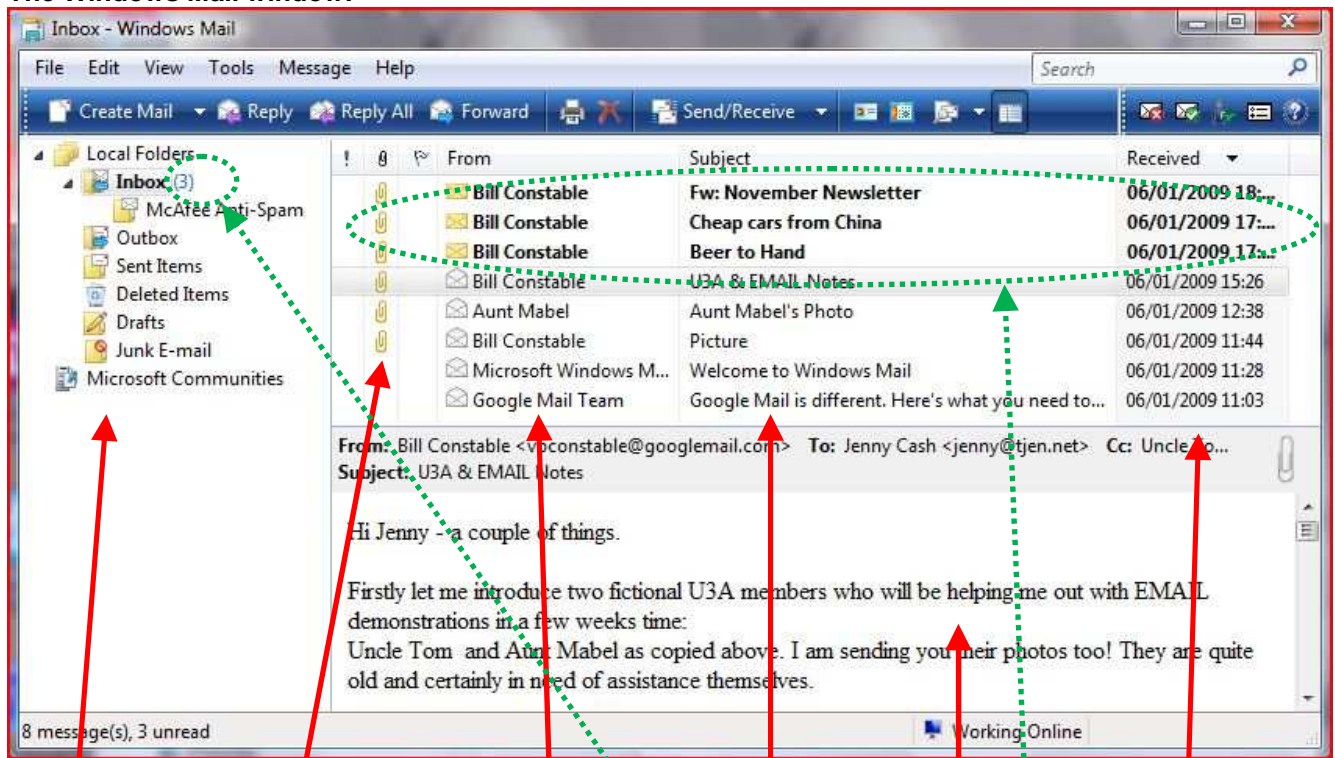 Inbox - Windows Mail
File Edit View Tools Message Help
Search
Create Mail Reply Reply All Forward Send/Receive
Local Folders
Inbox (3)
McAfee Anti-Spam
Outbox
Sent Items
Deleted Items
Drafts
Junk E-mail
Microsoft Communities
! From Subject Received
Bill Constable Fw: November Newsletter 06/01/2009 18:...
Bill Constable Cheap cars from China 06/01/2009 17:...
Bill Constable Beer to Hand 06/01/2009 17:...
Bill Constable U3A & EMAIL Notes 06/01/2009 15:26
Aunt Mabel Aunt Mabel's Photo 06/01/2009 12:38
Bill Constable Picture 06/01/2009 11:44
Microsoft Windows M... Welcome to Windows Mail 06/01/2009 11:28
Google Mail Team Google Mail is different. Here's what you need to... 06/01/2009 11:03
From: Bill Constable To: Jenny Cash <jenny@tjen.net> Cc: Uncle To...
Subject: U3A & EMAIL Notes
Hi Jenny - a couple of things.
Firstly let me introduce two fictional U3A members who will be helping me out with EMAIL
demonstrations in a few weeks time:
Uncle Tom and Aunt Mabel as copied above. I am sending you their photos too! They are quite
old and certainly in need of assistance themselves.
8 message(s), 3 unread
Working Online